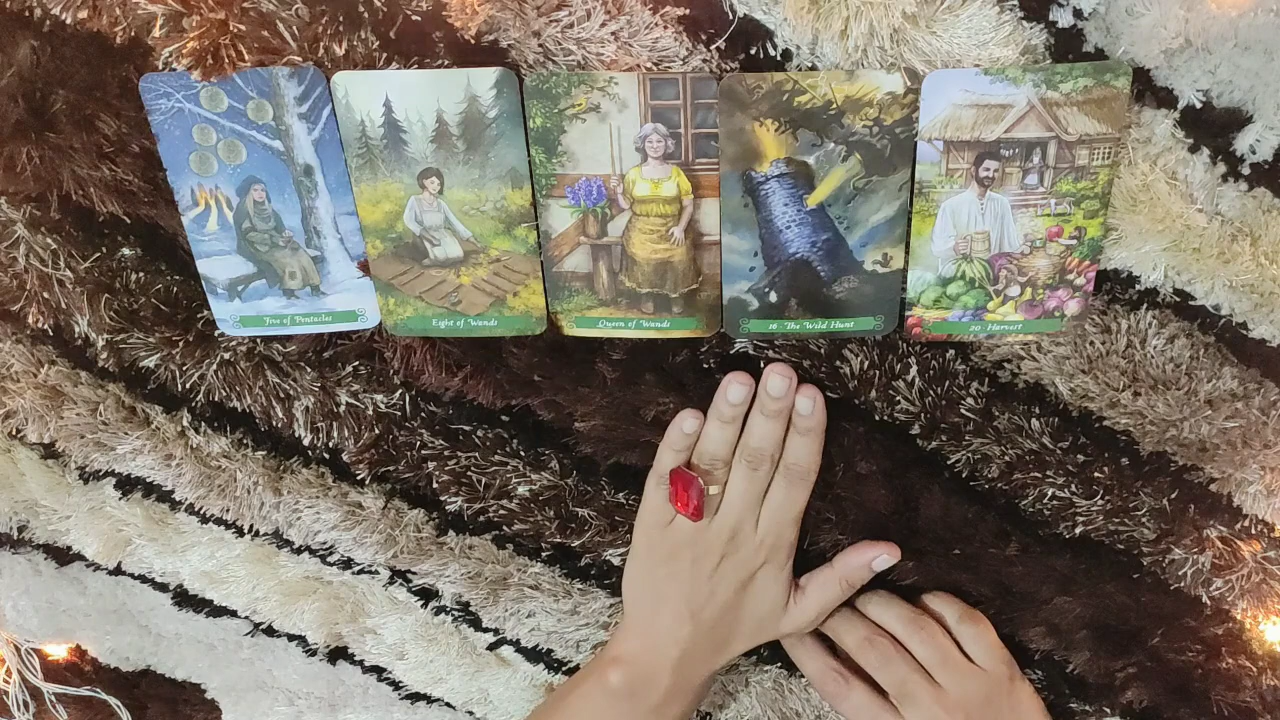 Five of Pentacles
Eight of Wands
Queen of Wands
16 · The Wild Hunt
20 · Harvest